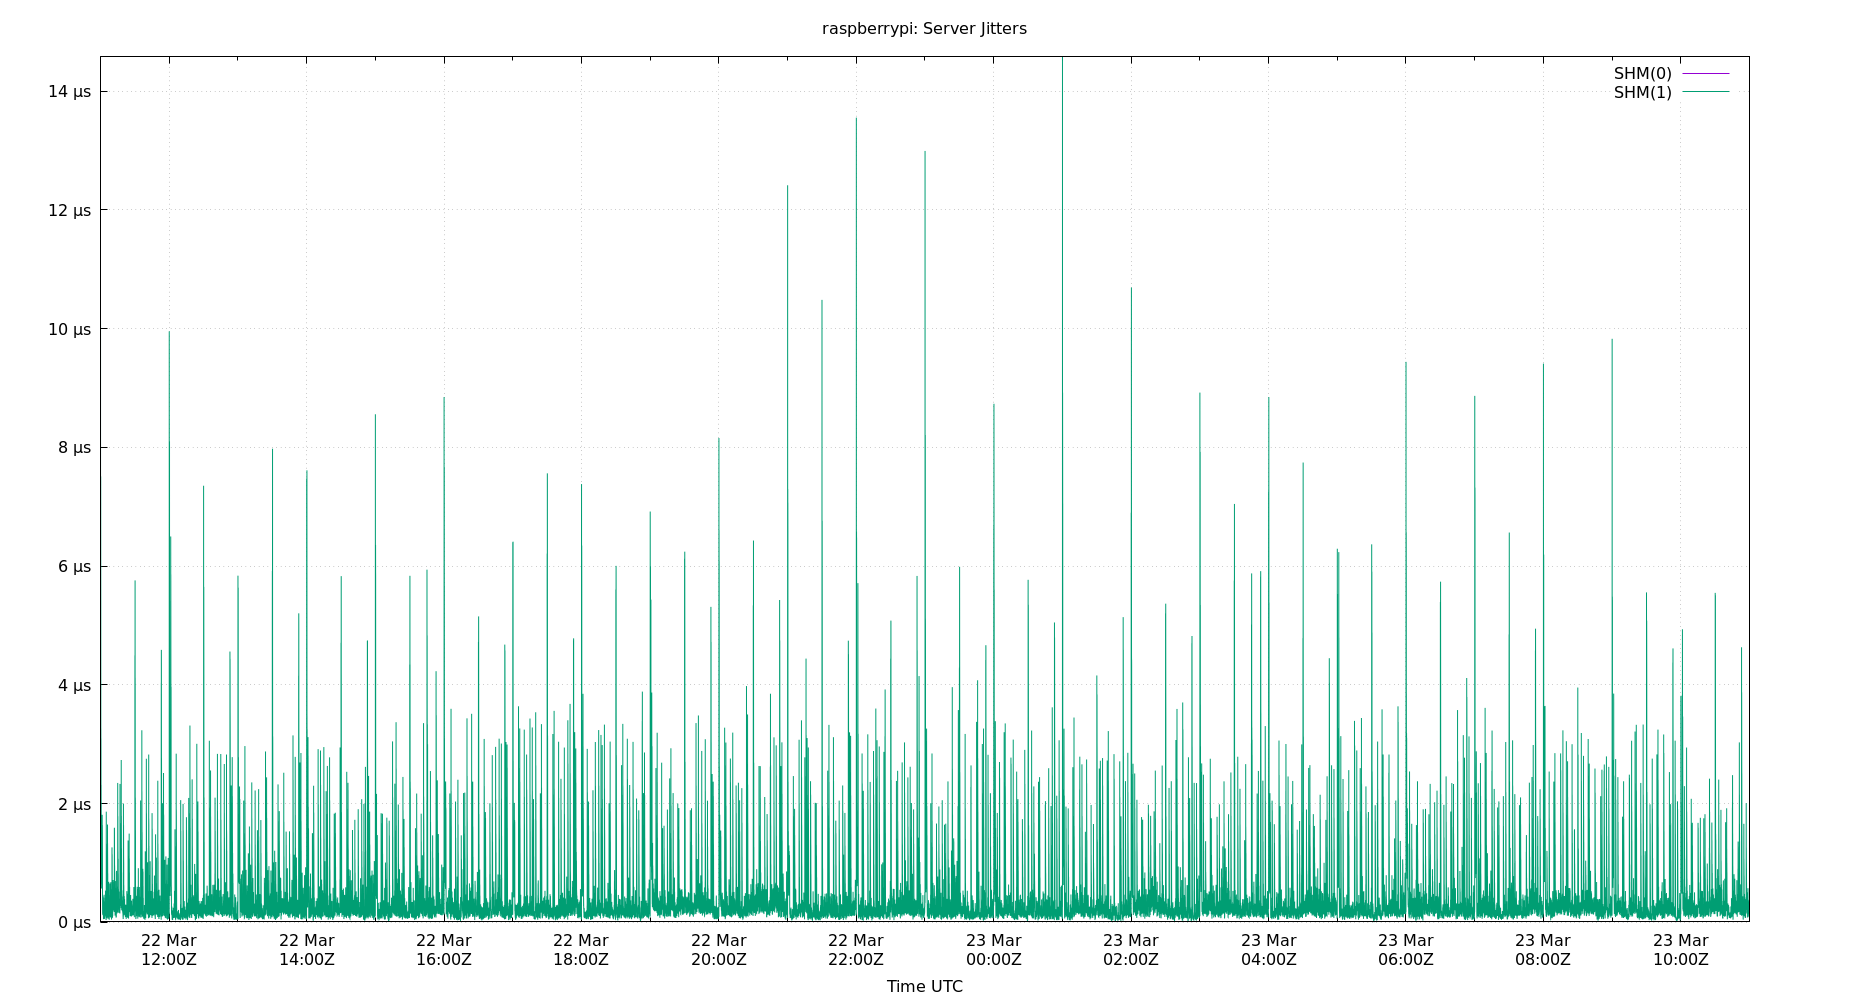 raspberrypi: Server Jitters
SHM(0)
SHM(1)
14 µs
12 µs
10 µs
8 µs
6 µs
4 µs
2 µs
0 µs
22 Mar 22 Mar 22 Mar 22 Mar 22 Mar 22 Mar 23 Mar 23 Mar 23 Mar 23 Mar 23 Mar 23 Mar
12:00Z 14:00Z 16:00Z 18:00Z 20:00Z 22:00Z 00:00Z 02:00Z 04:00Z 06:00Z 08:00Z 10:00Z
Time UTC